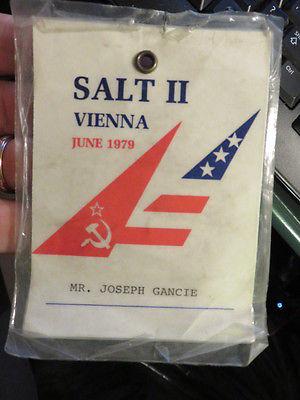 SALT II
VIENNA
JUNE 1979
MR. JOSEPH GANCIE